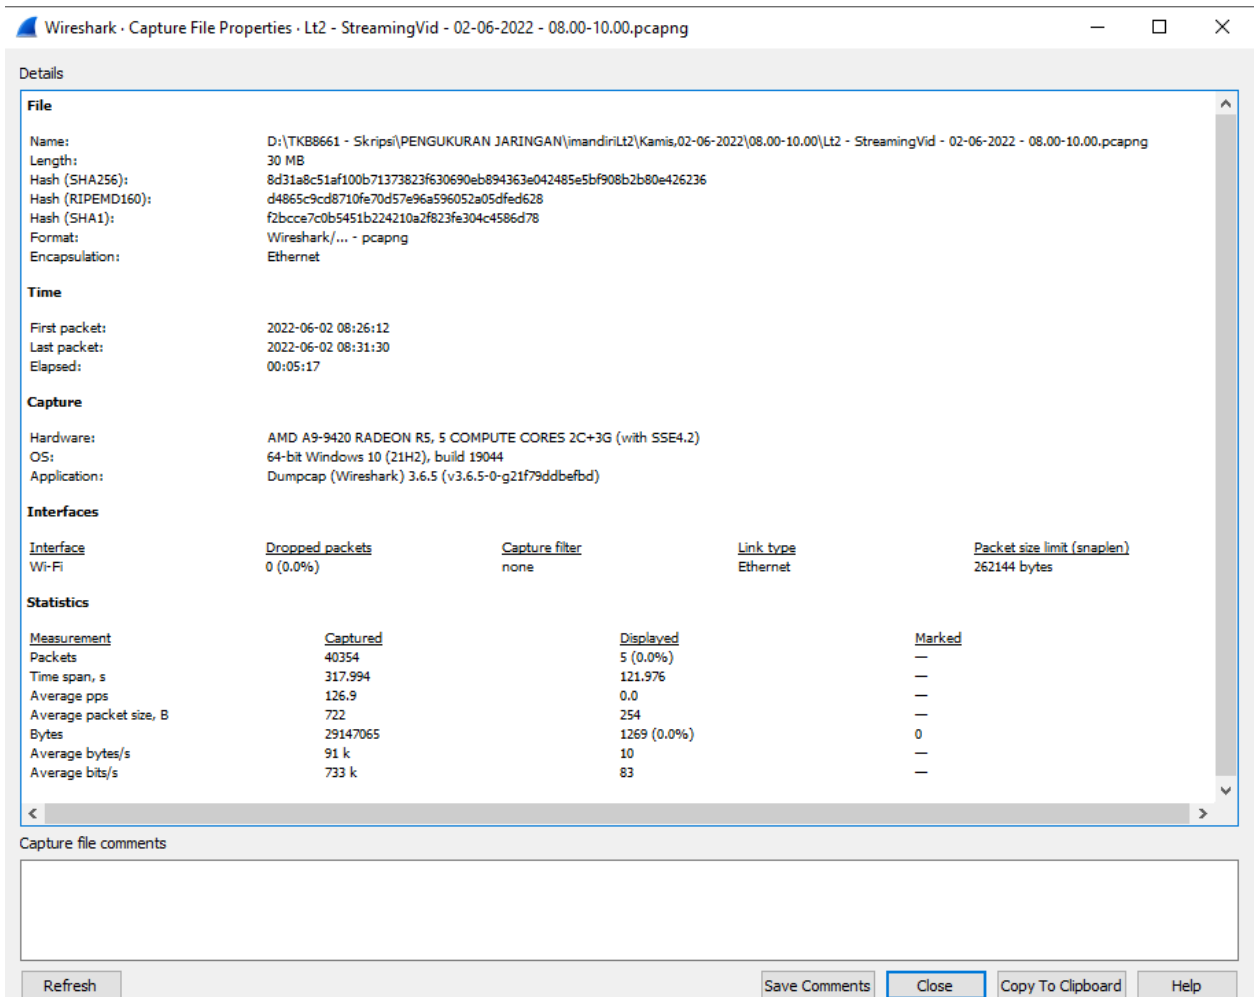 Wireshark · Capture File Properties · Lt2 - StreamingVid - 02-06-2022 - 08.00-10.00.pcapng
Details
File
Name: D:\TKB8661 - Skripsi\PENGUKURAN JARINGAN\imandiriLt2\Kamis,02-06-2022\08.00-10.00\Lt2 - StreamingVid - 02-06-2022 - 08.00-10.00.pcapng
Length: 30 MB
Hash (SHA256): 8d31a8c51af100b71373823f630690eb894363e042485e5bf908b2b80e426236
Hash (RIPEMD160): d4865c9cd8710fe70d57e96a596052a05dfed628
Hash (SHA1): f2bcce7c0b5451b224210a2f823fe304c4586d78
Format: Wireshark/... - pcapng
Encapsulation: Ethernet
Time
First packet: 2022-06-02 08:26:12
Last packet: 2022-06-02 08:31:30
Elapsed: 00:05:17
Capture
Hardware: AMD A9-9420 RADEON R5, 5 COMPUTE CORES 2C+3G (with SSE4.2)
OS: 64-bit Windows 10 (21H2), build 19044
Application: Dumpcap (Wireshark) 3.6.5 (v3.6.5-0-g21f79ddbefbd)
Interfaces
Interface Dropped packets Capture filter Link type Packet size limit (snaplen)
Wi-Fi 0 (0.0%) none Ethernet 262144 bytes
Statistics
Measurement Captured Displayed Marked
Packets 40354 5 (0.0%) —
Time span, s 317.994 121.976 —
Average pps 126.9 0.0 —
Average packet size, B 722 254 —
Bytes 29147065 1269 (0.0%) 0
Average bytes/s 91 k 10 —
Average bits/s 733 k 83 —
Capture file comments
Refresh Save Comments Close Copy To Clipboard Help